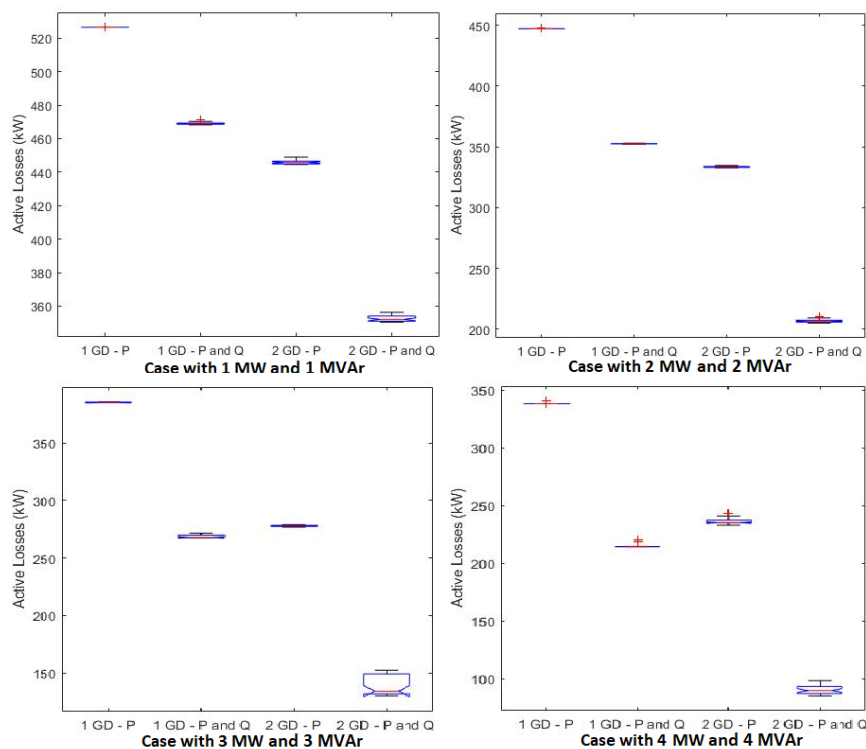 Active Losses (kW)
520
500
480
460
440
420
400
380
360
1 GD - P
1 GD - P and Q
2 GD - P
2 GD - P and Q
Case with 1 MW and 1 MVAr
Active Losses (kW)
450
400
350
300
250
200
1 GD - P
1 GD - P and Q
2 GD - P
2 GD - P and Q
Case with 2 MW and 2 MVAr
Active Losses (kW)
350
300
250
200
150
1 GD - P
1 GD - P and Q
2 GD - P
2 GD - P and Q
Case with 3 MW and 3 MVAr
Active Losses (kW)
350
300
250
200
150
100
1 GD - P
1 GD - P and Q
2 GD - P
2 GD - P and Q
Case with 4 MW and 4 MVAr